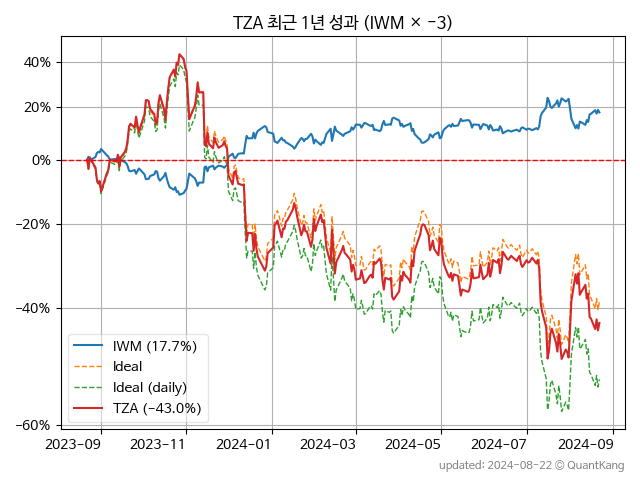 TZA 최근 1년 성과 (IWM × −3)
40%
20%
0%
−20%
−40%
−60%
IWM (17.7%)
Ideal
Ideal (daily)
TZA (−43.0%)
2023-09 2023-11 2024-01 2024-03 2024-05 2024-07 2024-09
updated: 2024-08-22 © QuantKang